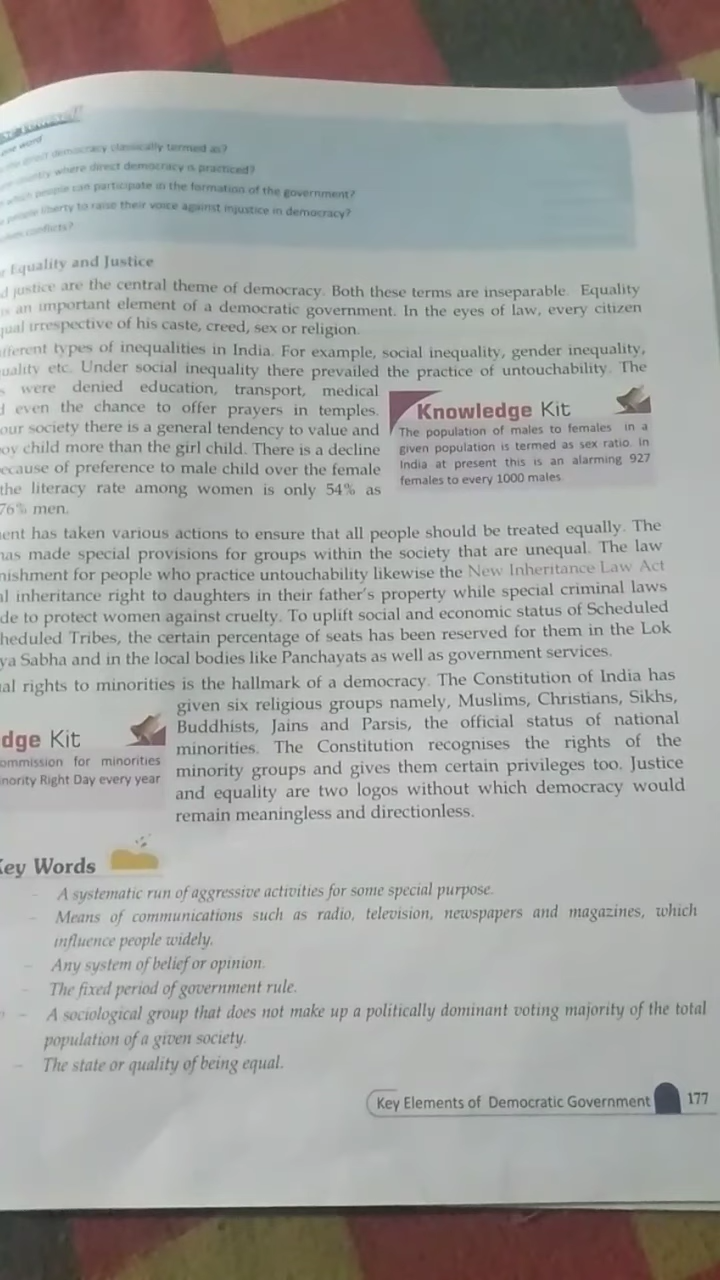 one word
direct democracy classically termed as?
country where direct democracy is practiced?
which people can participate in the formation of the government?
people liberty to raise their voice against injustice in democracy?
conflicts?
Equality and Justice
justice are the central theme of democracy. Both these terms are inseparable. Equality
is an important element of a democratic government. In the eyes of law, every citizen
qual irrespective of his caste, creed, sex or religion.
fferent types of inequalities in India. For example, social inequality, gender inequality,
uality etc. Under social inequality there prevailed the practice of untouchability. The
s were denied education, transport, medical
d even the chance to offer prayers in temples.
our society there is a general tendency to value and
oy child more than the girl child. There is a decline
ecause of preference to male child over the female
the literacy rate among women is only 54% as
76% men.
Knowledge Kit
The population of males to females in a
given population is termed as sex ratio. In
India at present this is an alarming 927
females to every 1000 males
ent has taken various actions to ensure that all people should be treated equally. The
has made special provisions for groups within the society that are unequal. The law
nishment for people who practice untouchability likewise the New Inheritance Law Act
al inheritance right to daughters in their father's property while special criminal laws
de to protect women against cruelty. To uplift social and economic status of Scheduled
heduled Tribes, the certain percentage of seats has been reserved for them in the Lok
ya Sabha and in the local bodies like Panchayats as well as government services.
ual rights to minorities is the hallmark of a democracy. The Constitution of India has
given six religious groups namely, Muslims, Christians, Sikhs,
Buddhists, Jains and Parsis, the official status of national
minorities. The Constitution recognises the rights of the
minority groups and gives them certain privileges too. Justice
and equality are two logos without which democracy would
remain meaningless and directionless.
dge Kit
ommission for minorities
nority Right Day every year
Key Words
– A systematic run of aggressive activities for some special purpose.
– Means of communications such as radio, television, newspapers and magazines, which
influence people widely.
– Any system of belief or opinion.
– The fixed period of government rule.
– A sociological group that does not make up a politically dominant voting majority of the total
population of a given society.
– The state or quality of being equal.
Key Elements of Democratic Government 177